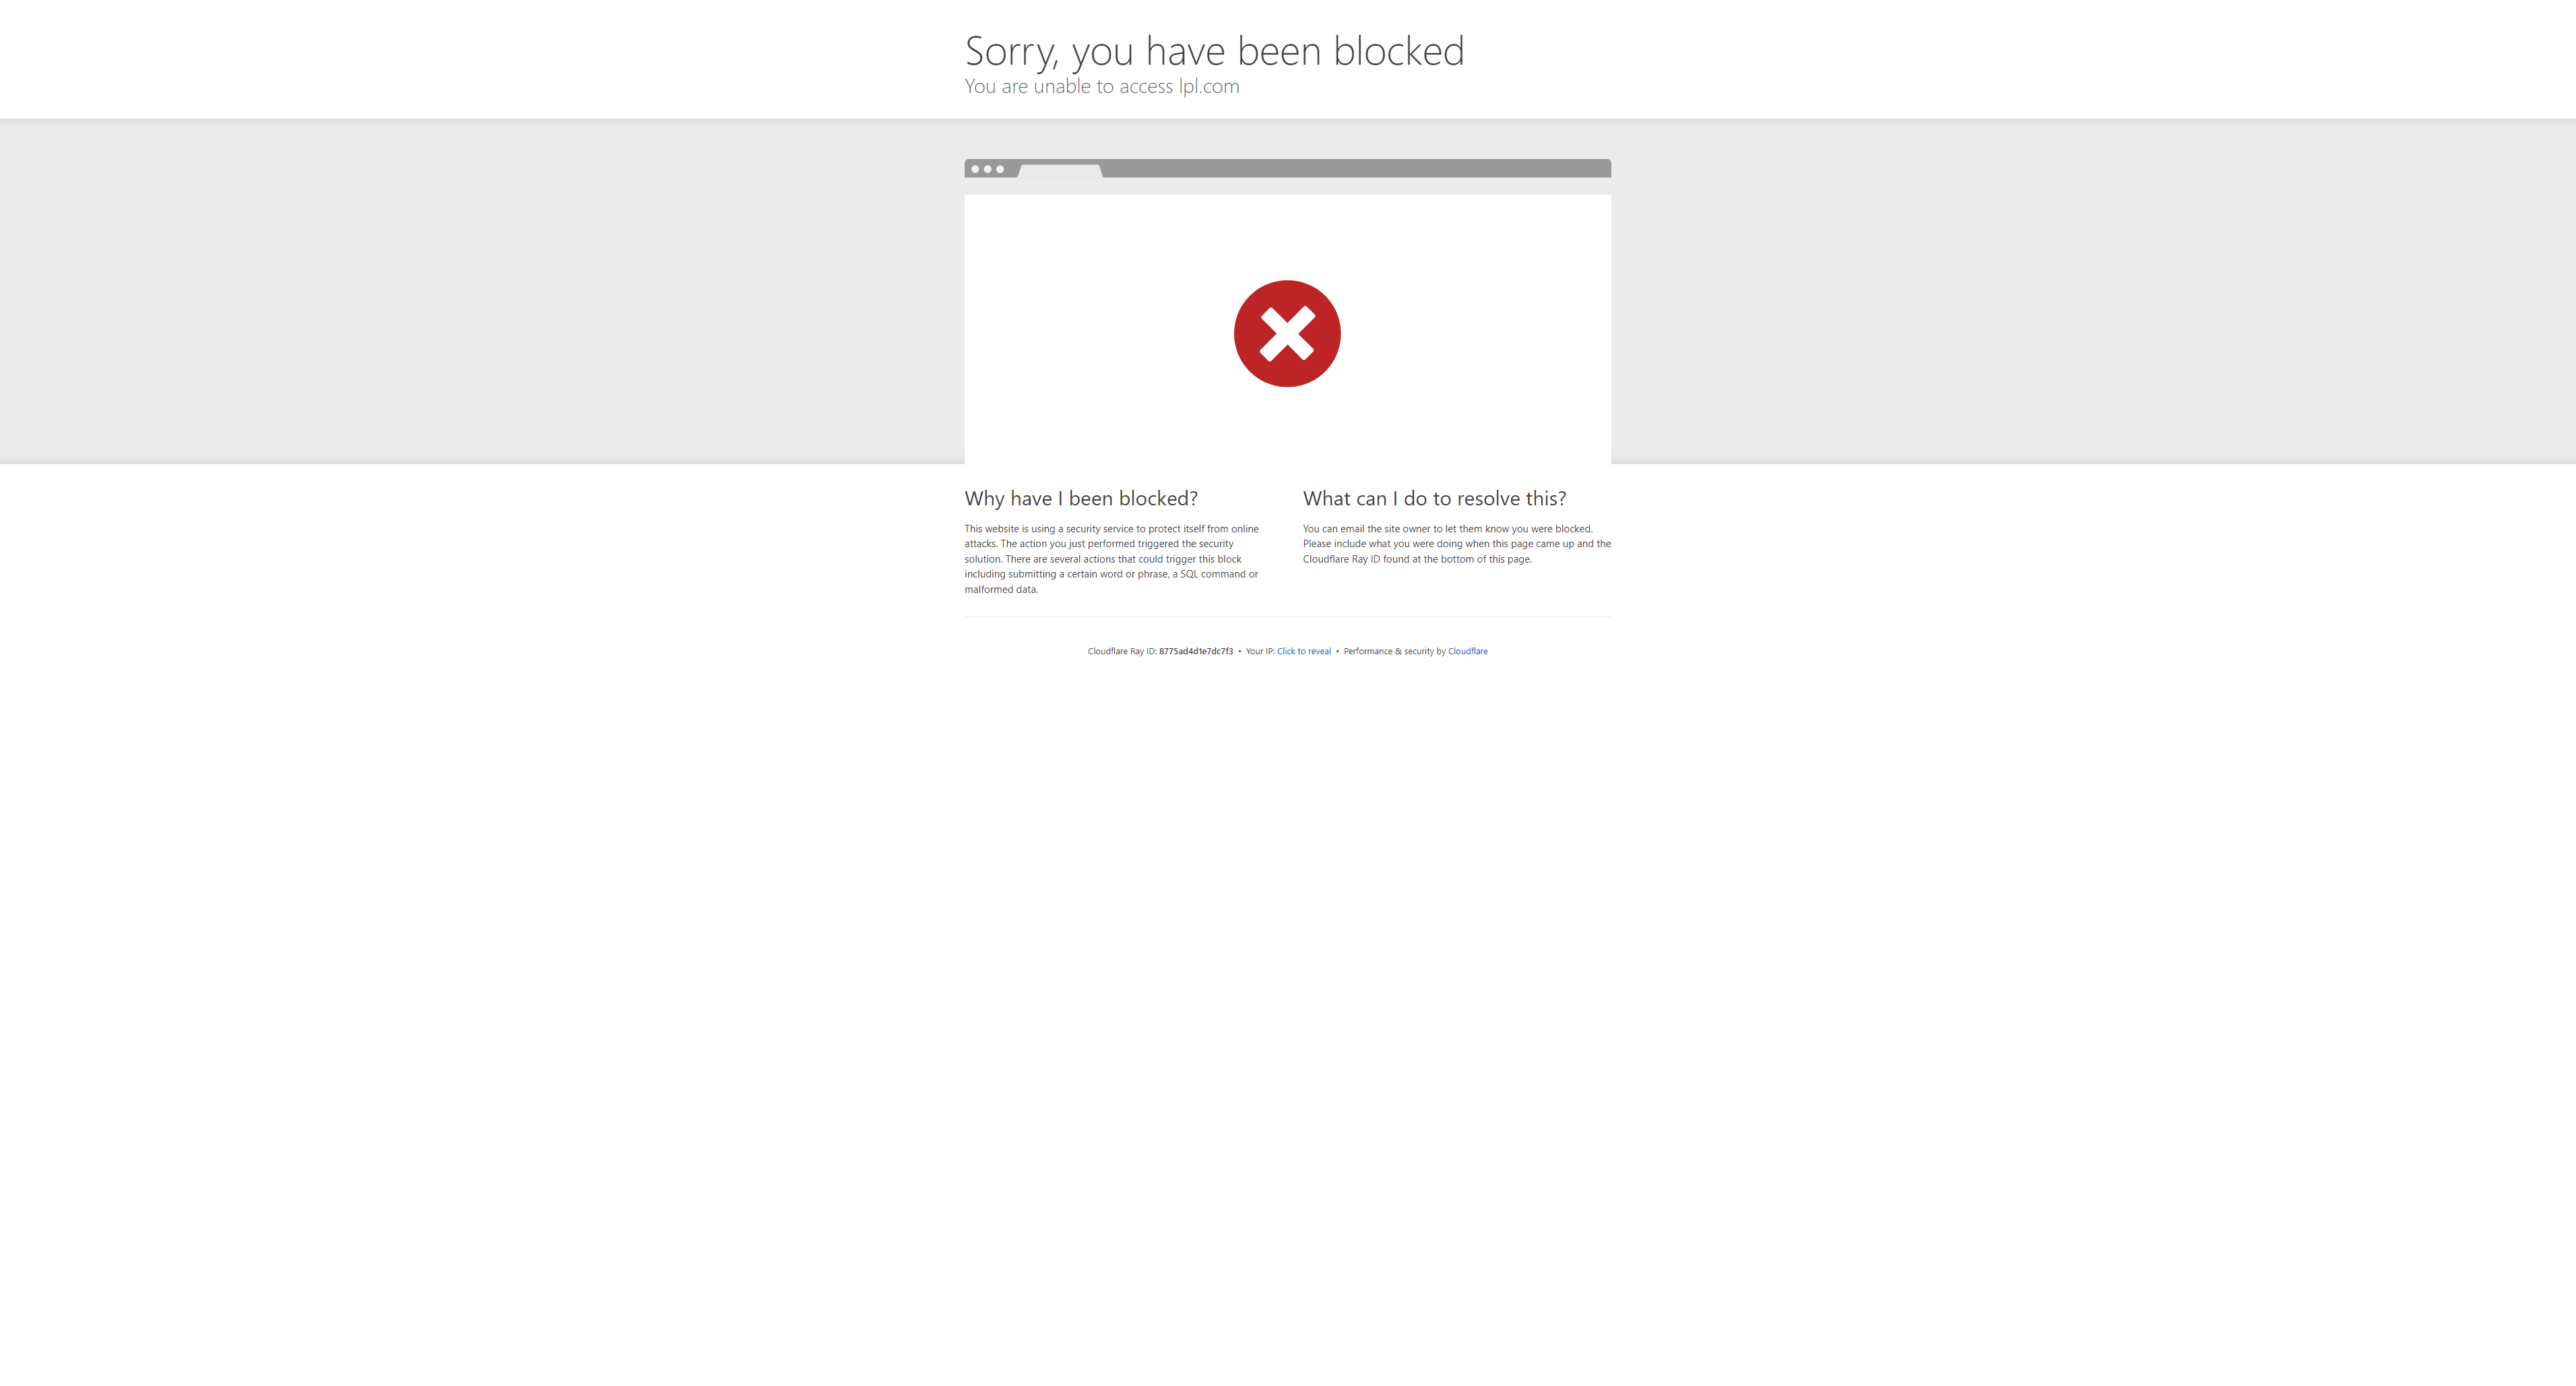 Sorry, you have been blocked
You are unable to access lpl.com
Why have I been blocked?
This website is using a security service to protect itself from online
attacks. The action you just performed triggered the security
solution. There are several actions that could trigger this block
including submitting a certain word or phrase, a SQL command or
malformed data.
What can I do to resolve this?
You can email the site owner to let them know you were blocked.
Please include what you were doing when this page came up and the
Cloudflare Ray ID found at the bottom of this page.
Cloudflare Ray ID: 8775ad4d1e7dc7f3 • Your IP: Click to reveal • Performance & security by Cloudflare